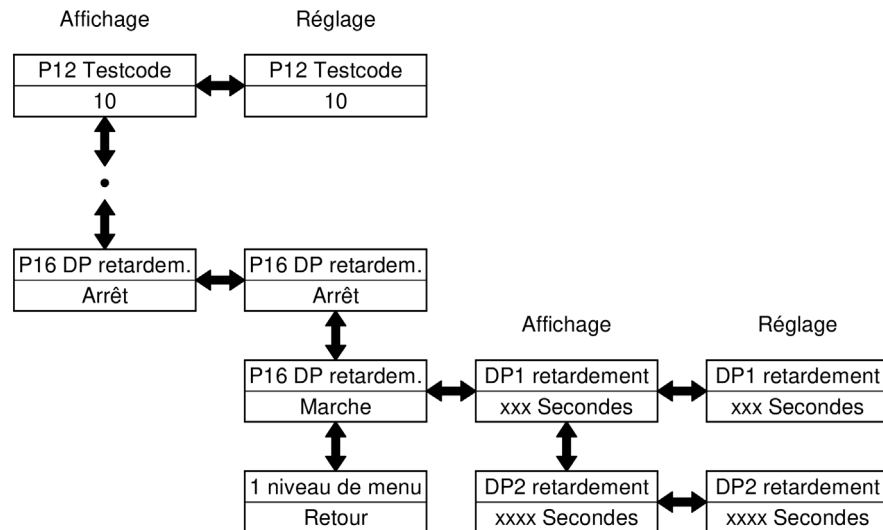 Affichage
Réglage
P12 Testcode
10
P12 Testcode
10
P16 DP retardem.
Arrêt
P16 DP retardem.
Arrêt
Affichage
Réglage
P16 DP retardem.
Marche
DP1 retardement
xxx Secondes
DP1 retardement
xxx Secondes
1 niveau de menu
Retour
DP2 retardement
xxxx Secondes
DP2 retardement
xxxx Secondes